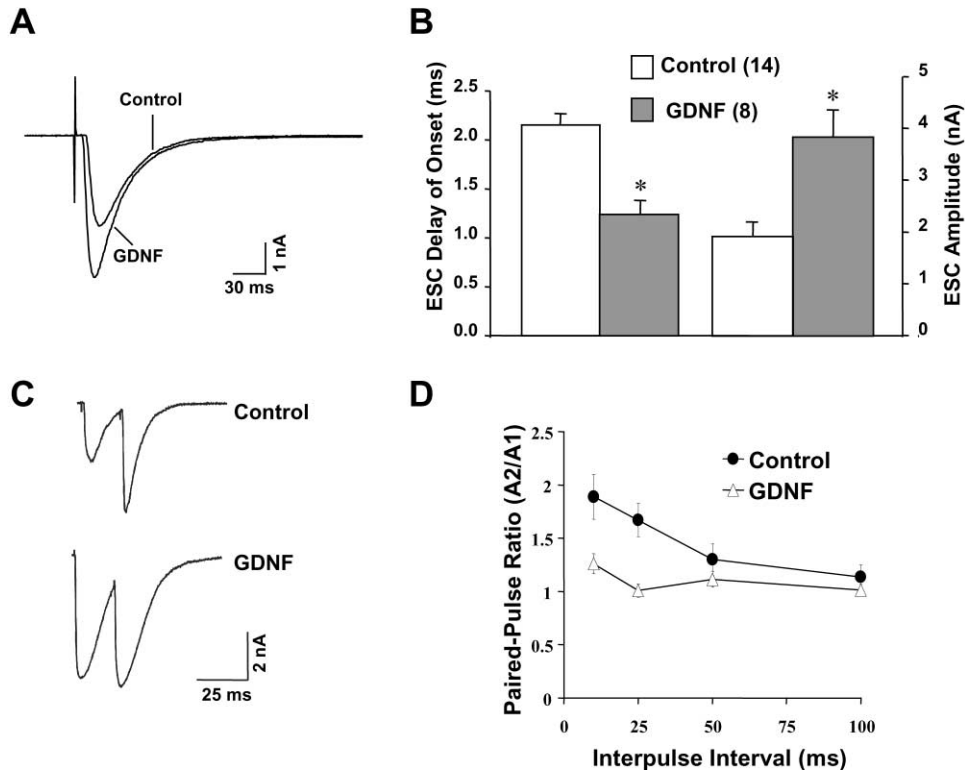 A
Control
GDNF
1 nA
30 ms
B
Control (14)
GDNF (8)
ESC Delay of Onset (ms)
2.5
2.0
1.5
1.0
0.5
0.0
*
*
5
4
3
2
1
0
ESC Amplitude (nA)
C
Control
GDNF
2 nA
25 ms
D
Paired-Pulse Ratio (A2/A1)
2.5
2
1.5
1
0.5
0
Control
GDNF
0 25 50 75 100
Interpulse Interval (ms)